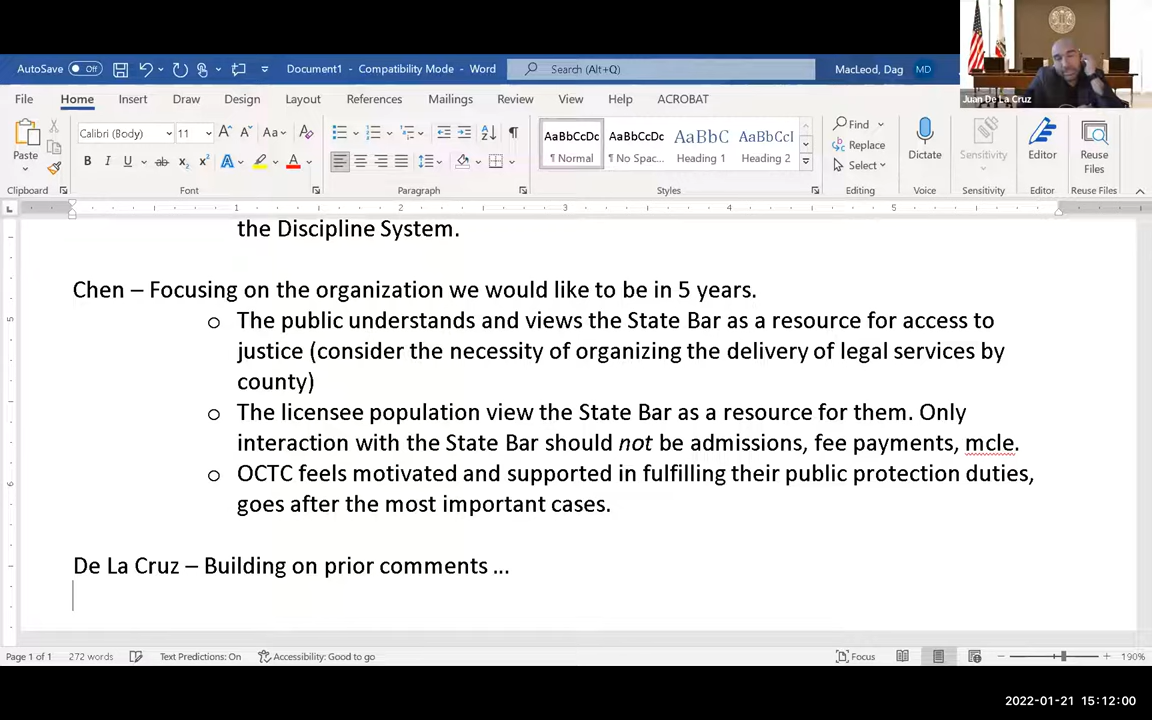 AutoSave Off Document1 - Compatibility Mode - Word Search (Alt+Q) MacLeod, Dag MD
Juan De La Cruz
File Home Insert Draw Design Layout References Mailings Review View Help ACROBAT
Calibri (Body) 11 AaBbCcDc AaBbCcDc AaBbC AaBbCcI Find
Replace
Paste Normal No Spac... Heading 1 Heading 2 Select Dictate Sensitivity Editor Reuse Files
Clipboard Font Paragraph Styles Editing Voice Sensitivity Editor Reuse Files
1 2 3 4 5
the Discipline System.
Chen – Focusing on the organization we would like to be in 5 years.
o The public understands and views the State Bar as a resource for access to
justice (consider the necessity of organizing the delivery of legal services by
county)
o The licensee population view the State Bar as a resource for them. Only
interaction with the State Bar should not be admissions, fee payments, mcle.
o OCTC feels motivated and supported in fulfilling their public protection duties,
goes after the most important cases.
De La Cruz – Building on prior comments ...
Page 1 of 1 272 words Text Predictions: On Accessibility: Good to go Focus 190%
2022-01-21 15:12:00